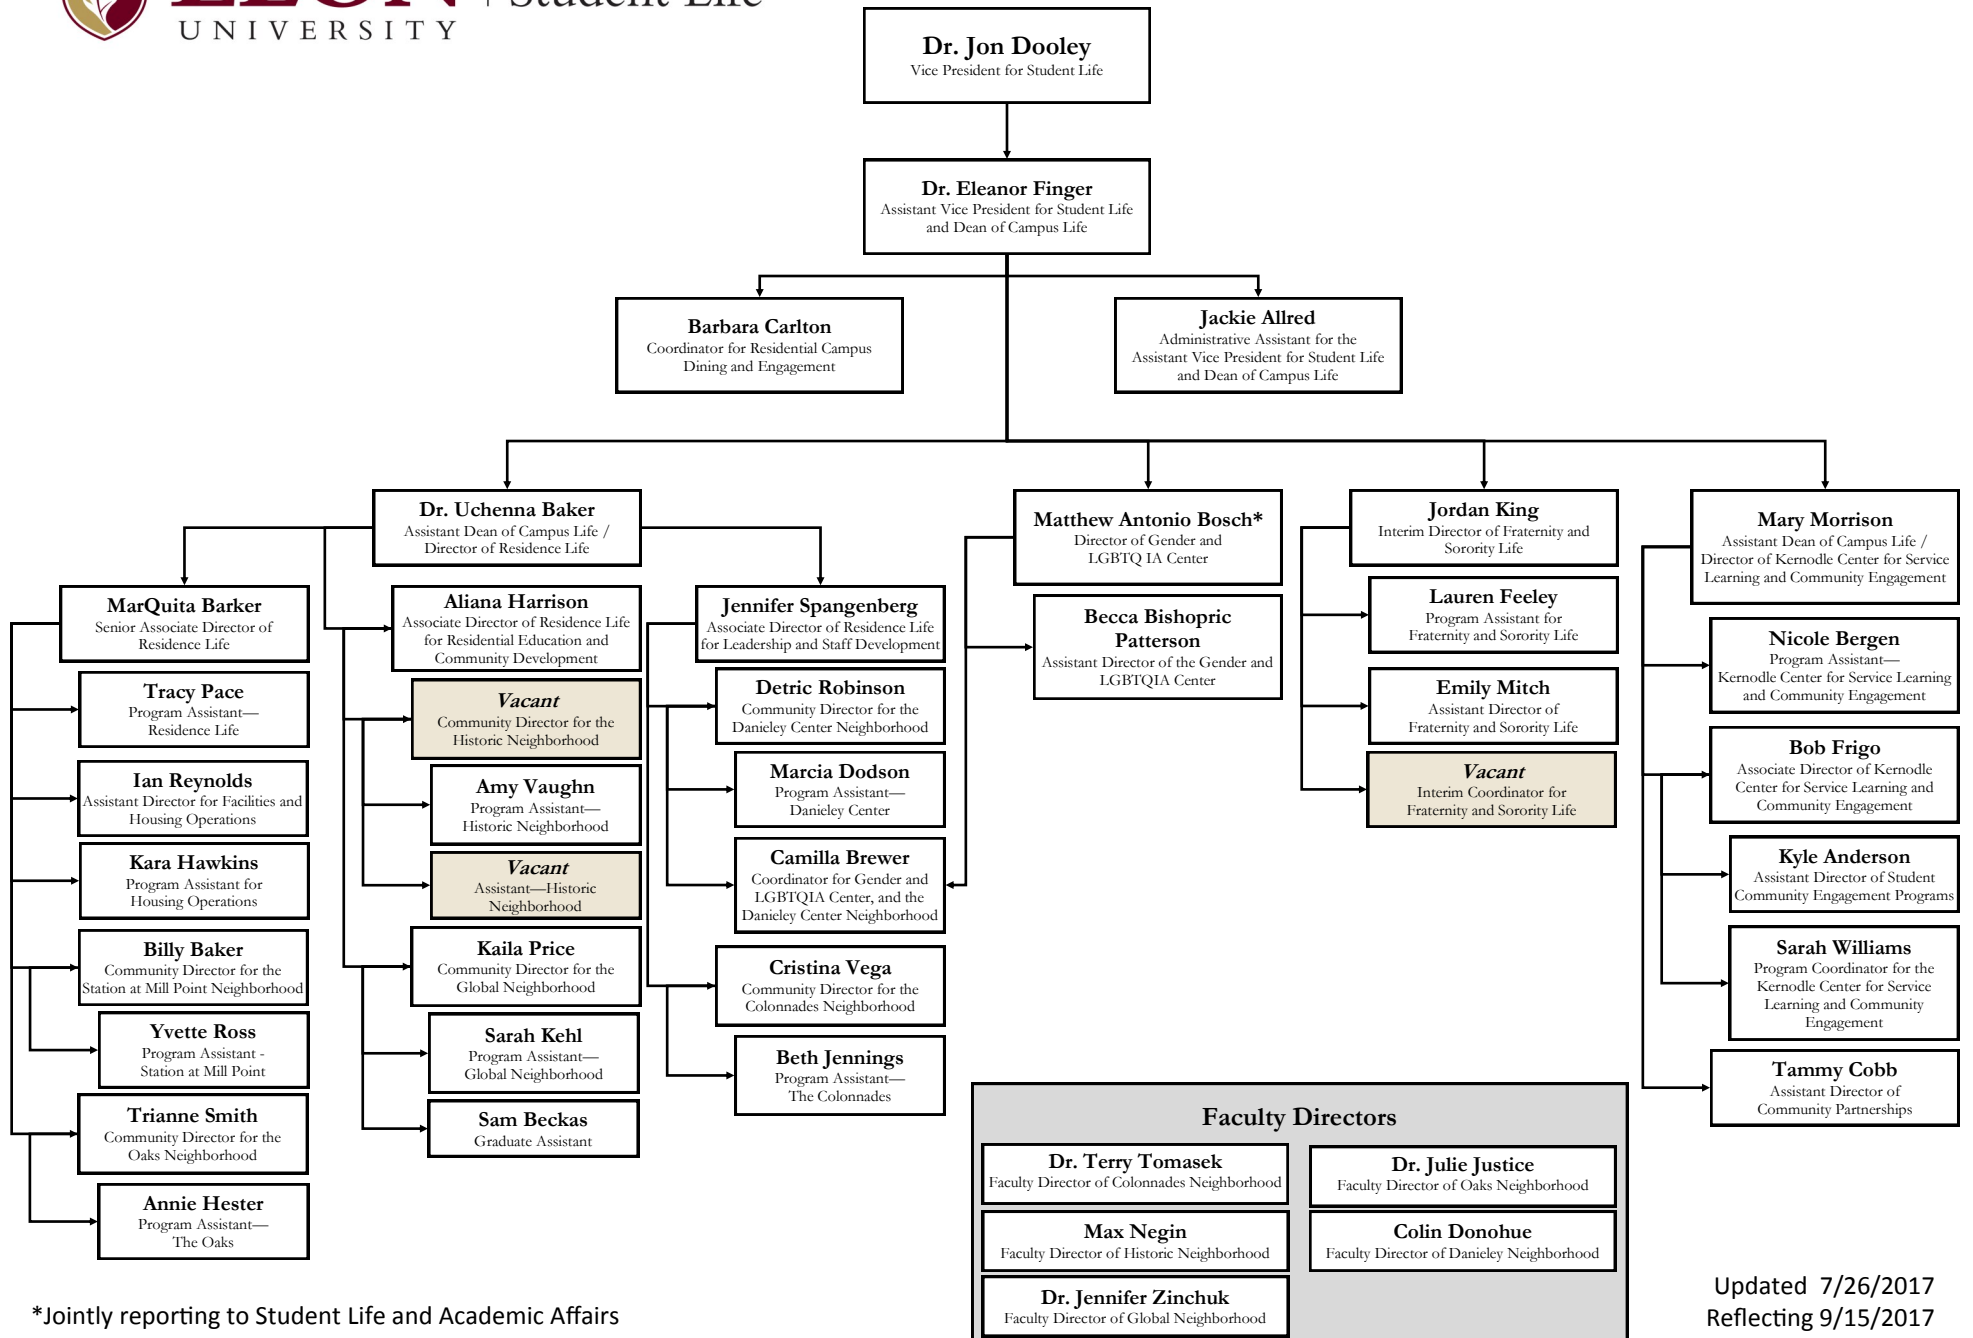 UNIVERSITY
Dr. Jon Dooley
Vice President for Student Life
Dr. Eleanor Finger
Assistant Vice President for Student Life
and Dean of Campus Life
Barbara Carlton
Coordinator for Residential Campus
Dining and Engagement
Jackie Allred
Administrative Assistant for the
Assistant Vice President for Student Life
and Dean of Campus Life
Dr. Uchenna Baker
Assistant Dean of Campus Life /
Director of Residence Life
MarQuita Barker
Senior Associate Director of
Residence Life
Tracy Pace
Program Assistant—
Residence Life
Ian Reynolds
Assistant Director for Facilities and
Housing Operations
Kara Hawkins
Program Assistant for
Housing Operations
Billy Baker
Community Director for the
Station at Mill Point Neighborhood
Yvette Ross
Program Assistant -
Station at Mill Point
Trianne Smith
Community Director for the
Oaks Neighborhood
Annie Hester
Program Assistant—
The Oaks
Aliana Harrison
Associate Director of Residence Life
for Residential Education and
Community Development
Vacant
Community Director for the
Historic Neighborhood
Amy Vaughn
Program Assistant—
Historic Neighborhood
Vacant
Assistant—Historic
Neighborhood
Kaila Price
Community Director for the
Global Neighborhood
Sarah Kehl
Program Assistant—
Global Neighborhood
Sam Beckas
Graduate Assistant
Jennifer Spangenberg
Associate Director of Residence Life
for Leadership and Staff Development
Detric Robinson
Community Director for the
Danieley Center Neighborhood
Marcia Dodson
Program Assistant—
Danieley Center
Camilla Brewer
Coordinator for Gender and
LGBTQIA Center, and the
Danieley Center Neighborhood
Cristina Vega
Community Director for the
Colonnades Neighborhood
Beth Jennings
Program Assistant—
The Colonnades
Matthew Antonio Bosch*
Director of Gender and
LGBTQ IA Center
Becca Bishopric
Patterson
Assistant Director of the Gender and
LGBTQIA Center
Jordan King
Interim Director of Fraternity and
Sorority Life
Lauren Feeley
Program Assistant for
Fraternity and Sorority Life
Emily Mitch
Assistant Director of
Fraternity and Sorority Life
Vacant
Interim Coordinator for
Fraternity and Sorority Life
Mary Morrison
Assistant Dean of Campus Life /
Director of Kernodle Center for Service
Learning and Community Engagement
Nicole Bergen
Program Assistant—
Kernodle Center for Service Learning
and Community Engagement
Bob Frigo
Associate Director of Kernodle
Center for Service Learning and
Community Engagement
Kyle Anderson
Assistant Director of Student
Community Engagement Programs
Sarah Williams
Program Coordinator for the
Kernodle Center for Service
Learning and Community
Engagement
Tammy Cobb
Assistant Director of
Community Partnerships
Faculty Directors
Dr. Terry Tomasek
Faculty Director of Colonnades Neighborhood
Dr. Julie Justice
Faculty Director of Oaks Neighborhood
Max Negin
Faculty Director of Historic Neighborhood
Colin Donohue
Faculty Director of Danieley Neighborhood
Dr. Jennifer Zinchuk
Faculty Director of Global Neighborhood
*Jointly reporting to Student Life and Academic Affairs
Updated 7/26/2017
Reflecting 9/15/2017